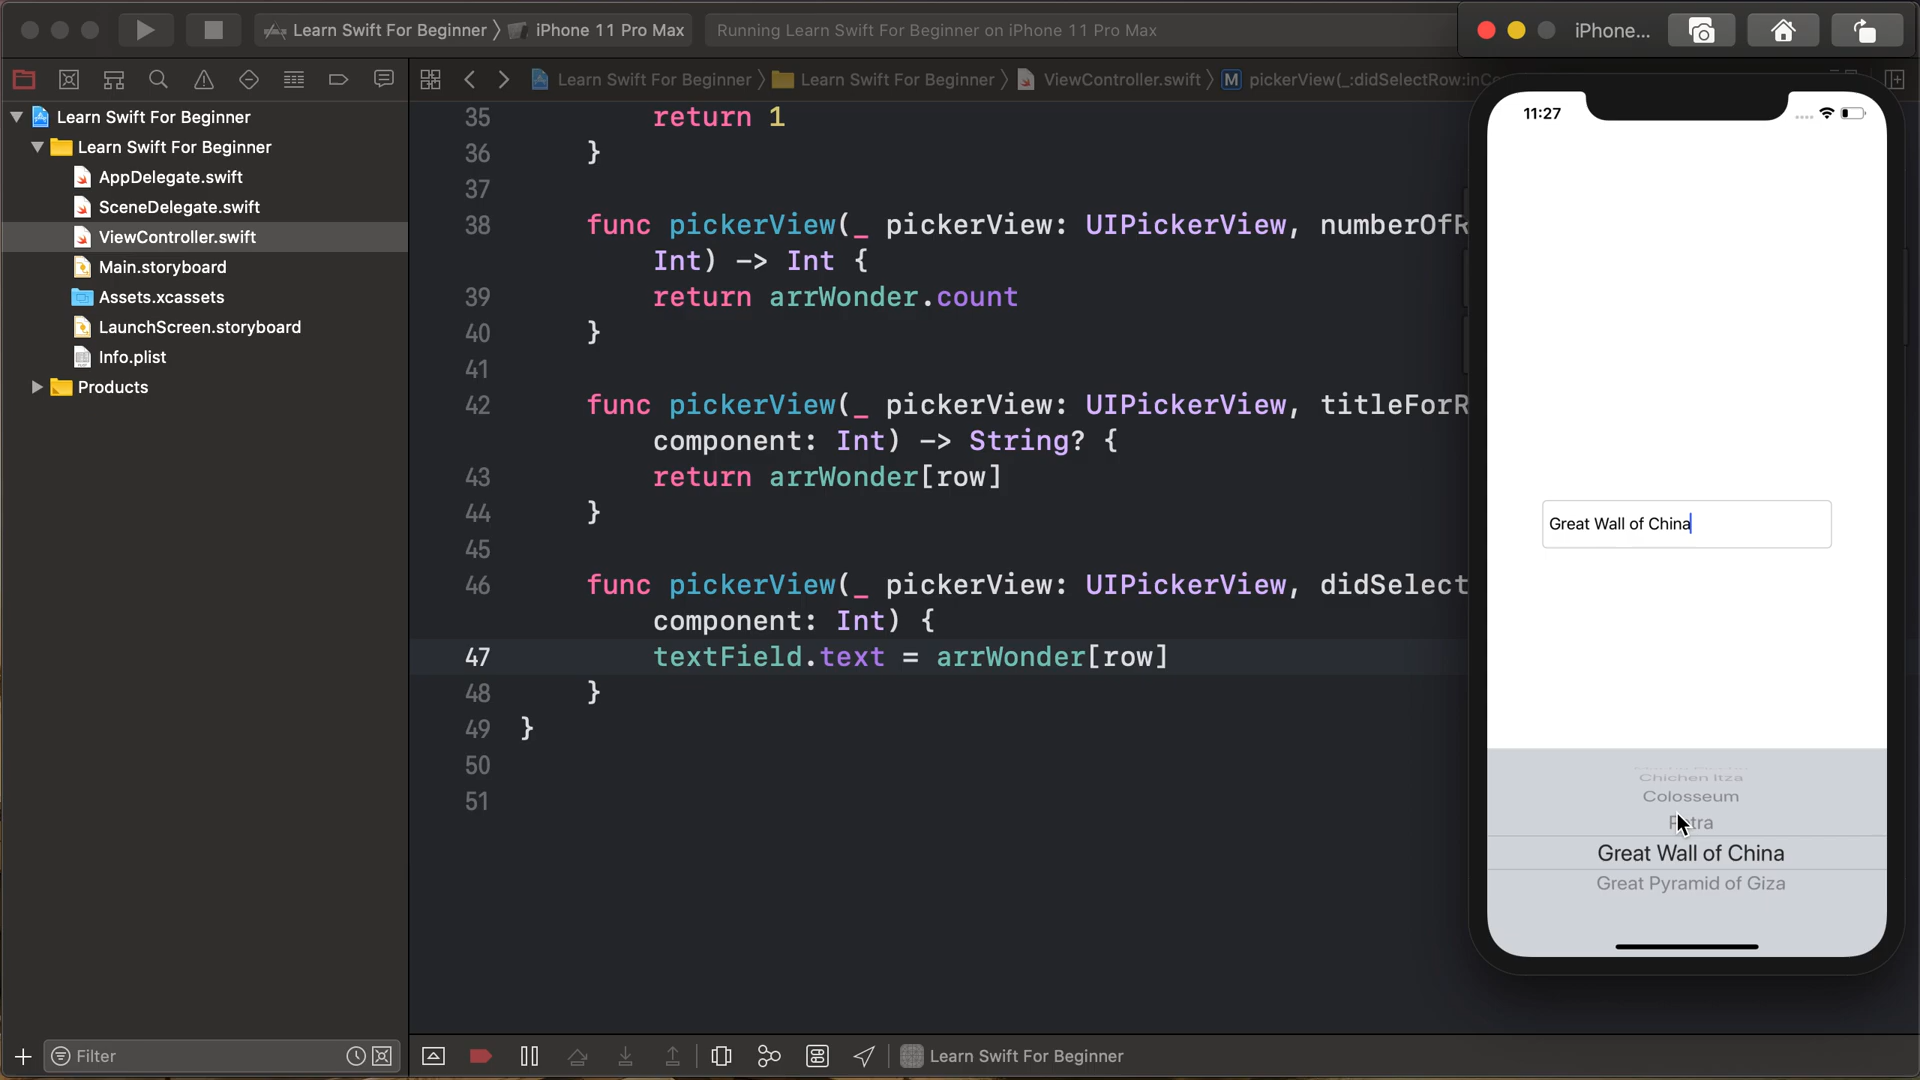 Learn Swift For Beginner
iPhone 11 Pro Max
Running Learn Swift For Beginner on iPhone 11 Pro Max
iPhone...
Learn Swift For Beginner
Learn Swift For Beginner
ViewController.swift
M
pickerView(_:didSelectRow:inCo
Learn Swift For Beginner
Learn Swift For Beginner
AppDelegate.swift
SceneDelegate.swift
ViewController.swift
Main.storyboard
Assets.xcassets
LaunchScreen.storyboard
Info.plist
Products
35 return 1
36 }
37
38 func pickerView(_ pickerView: UIPickerView, numberOfR
Int) -> Int {
39 return arrWonder.count
40 }
41
42 func pickerView(_ pickerView: UIPickerView, titleForR
component: Int) -> String? {
43 return arrWonder[row]
44 }
45
46 func pickerView(_ pickerView: UIPickerView, didSelect
component: Int) {
47 textField.text = arrWonder[row]
48 }
49 }
50
51
11:27
Great Wall of China
Chichen Itza
Colosseum
Great Wall of China
Great Pyramid of Giza
Filter
Learn Swift For Beginner